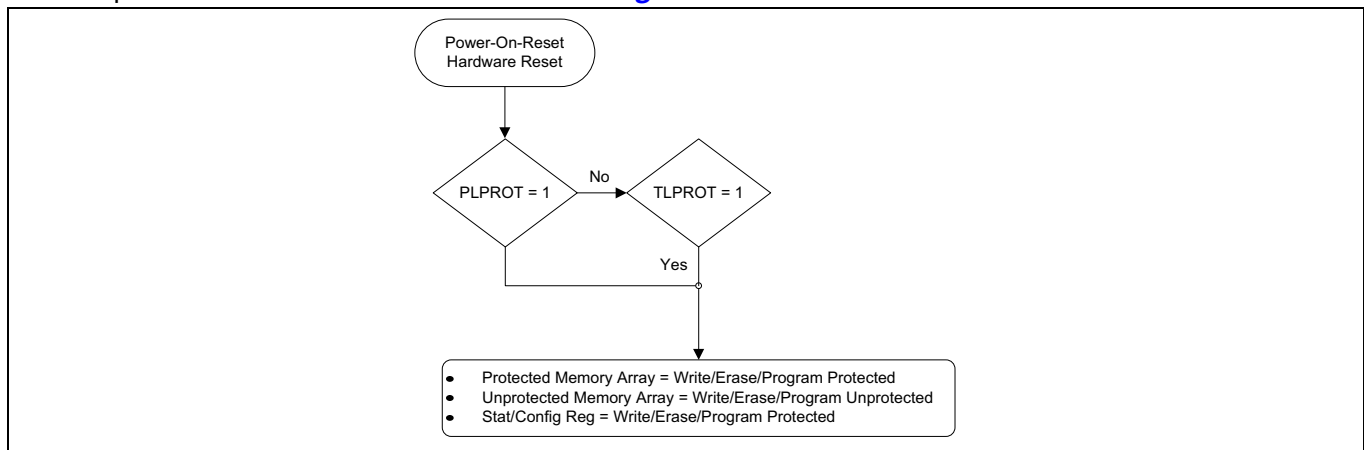 Power-On-Reset
Hardware Reset
PLPROT = 1
No
TLPROT = 1
Yes
• Protected Memory Array = Write/Erase/Program Protected
• Unprotected Memory Array = Write/Erase/Program Unprotected
• Stat/Config Reg = Write/Erase/Program Protected